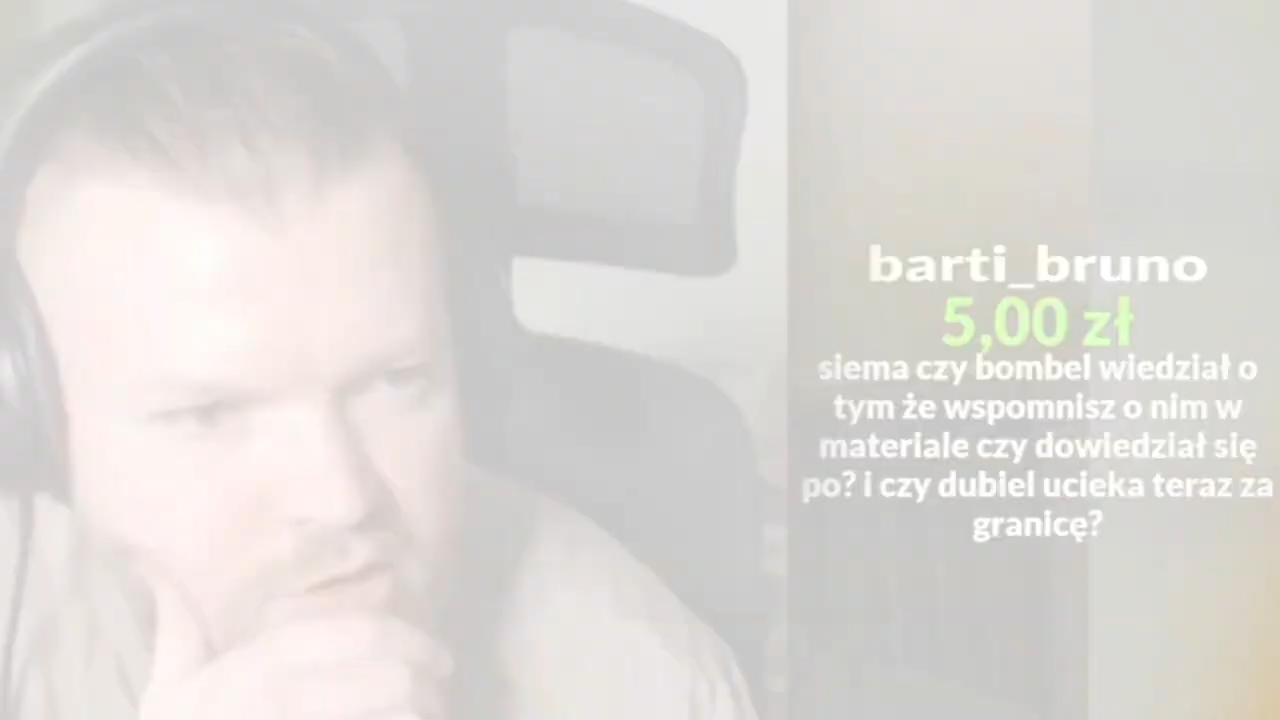 barti_bruno
5,00 zł
siema czy bombel wiedział o
tym że wspomnisz o nim w
materiale czy dowiedział się
po? i czy dubiel ucieka teraz za
granicę?